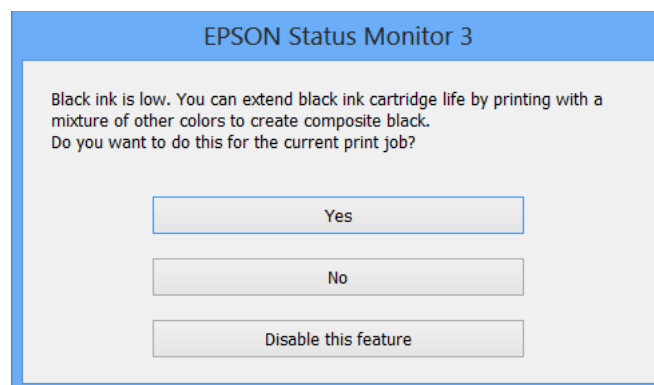 EPSON Status Monitor 3
Black ink is low. You can extend black ink cartridge life by printing with a
mixture of other colors to create composite black.
Do you want to do this for the current print job?
Yes
No
Disable this feature